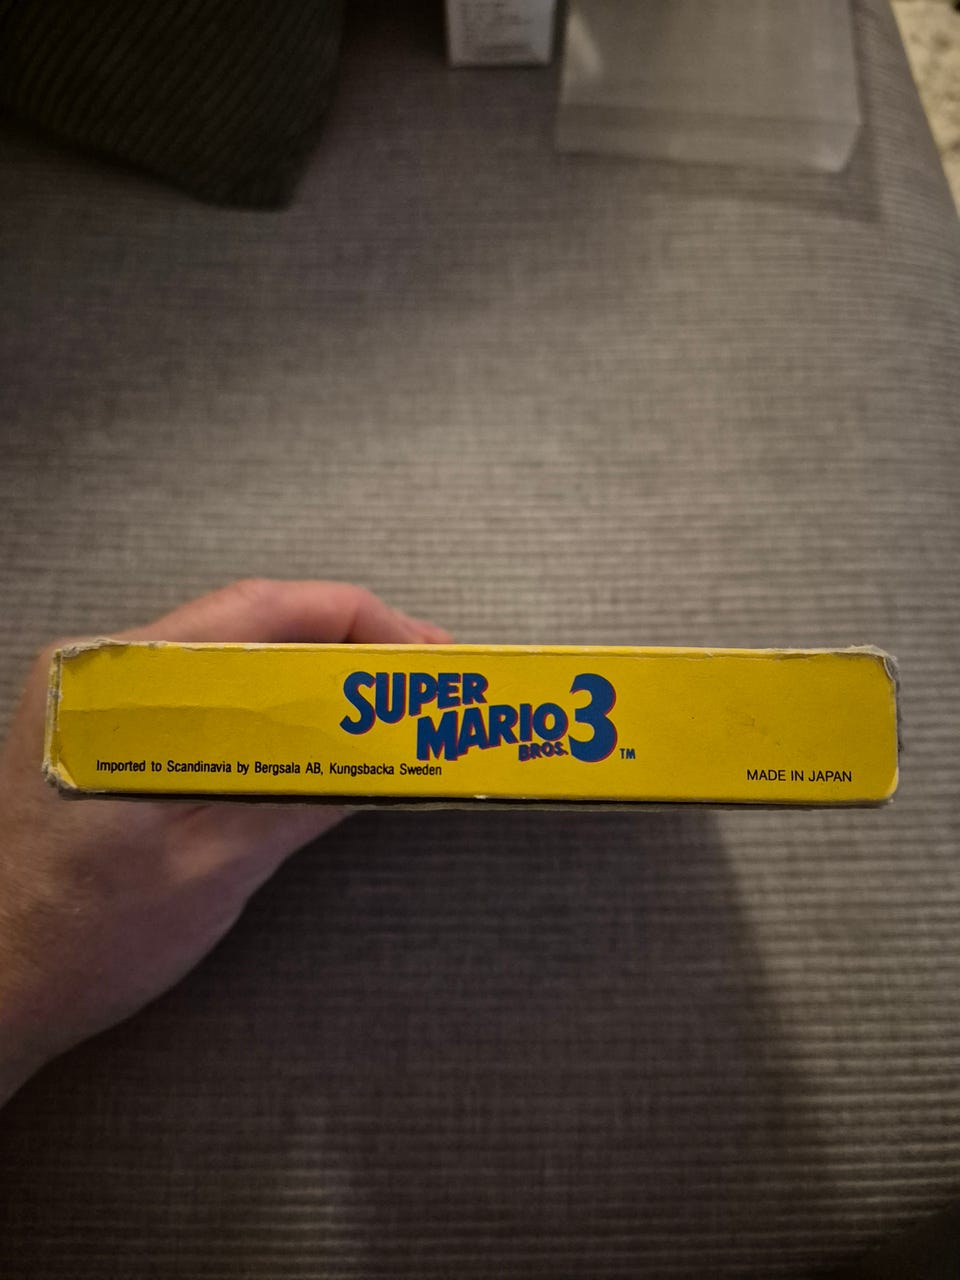 SUPER
MARIO
BROS. 3 TM
Imported to Scandinavia by Bergsala AB, Kungsbacka Sweden
MADE IN JAPAN